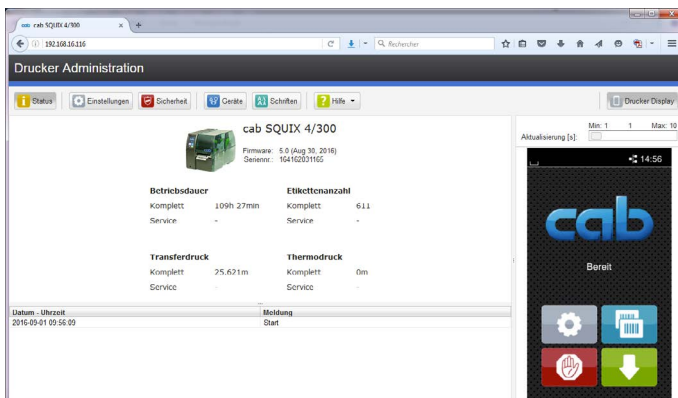 cab SQUIX 4/300
192.168.16.116
Rechercher
Drucker Administration
Status Einstellungen Sicherheit Geräte Schriften Hilfe Drucker Display
cab SQUIX 4/300
Firmware: 5.0 (Aug 30, 2016)
Seriennr.: 164162031165
Betriebsdauer Etikettenanzahl
Komplett 109h 27min Komplett 611
Service - Service -
Transferdruck Thermodruck
Komplett 25.621m Komplett 0m
Service - Service -
Datum - Uhrzeit Meldung
2016-09-01 09:56:09 Start
Min: 1 1 Max: 10
Aktualisierung [s]:
14:56
cab
Bereit